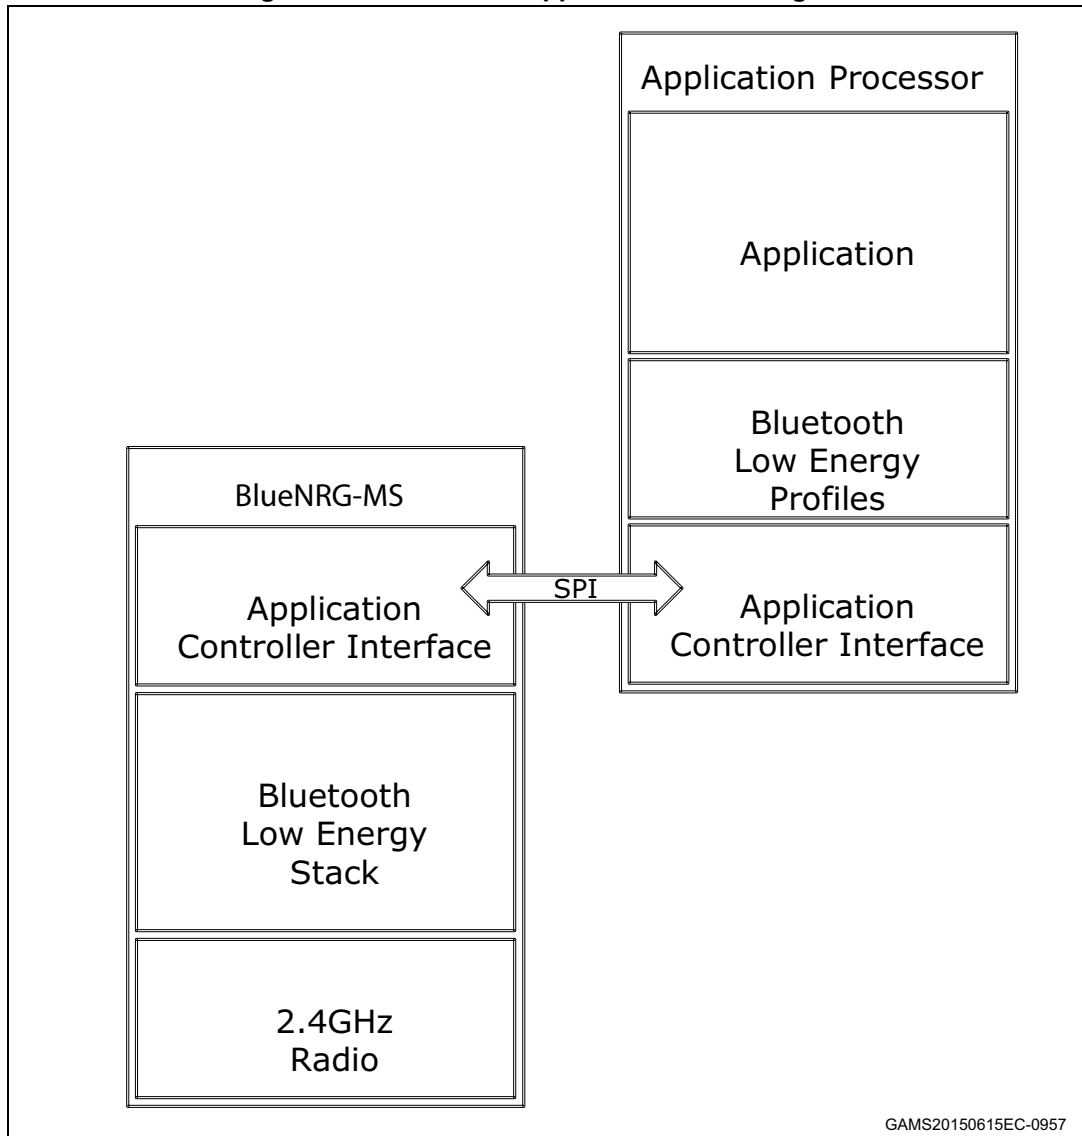 Application Processor
Application
Bluetooth
Low Energy
Profiles
BlueNRG-MS
SPI
Application
Controller Interface
Application
Controller Interface
Bluetooth
Low Energy
Stack
2.4GHz
Radio
GAMS20150615EC-0957